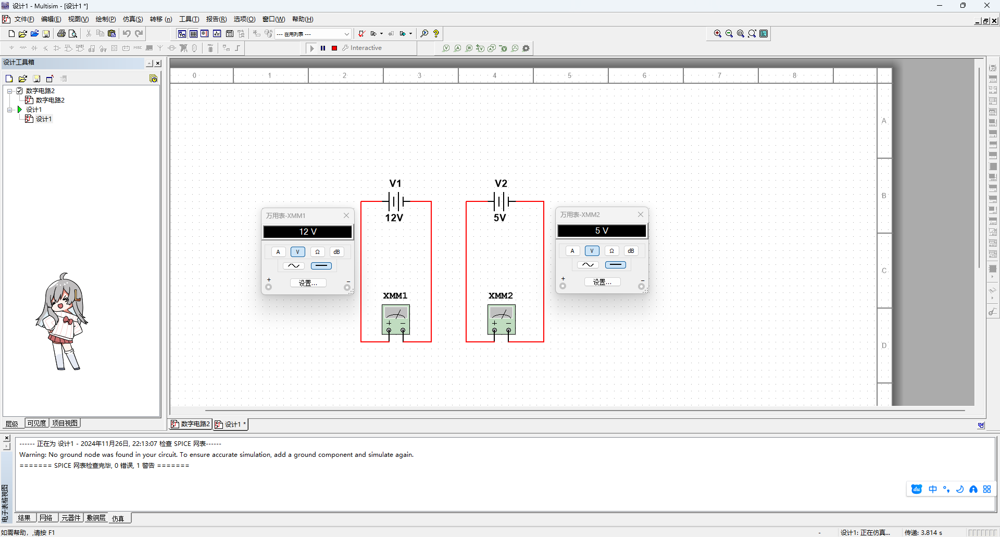 设计1 - Multisim - [设计1 *]
文件(F) 编辑(E) 视图(V) 绘制(P) 仿真(S) 转移 (n) 工具(T) 报告(R) 选项(O) 窗口(W) 帮助(H)
--- 在用列表 ---
MISC
Interactive
设计工具箱
数字电路2
数字电路2
设计1
设计1
层级 可见度 项目视图
0 1 2 3 4 5 6 7 8
A
B
C
D
V1
12V
XMM1
V2
5V
XMM2
万用表-XMM1
12 V
A V Ω dB
+ −
设置...
万用表-XMM2
5 V
A V Ω dB
+ −
设置...
数字电路2 设计1 *
------ 正在为 设计1 - 2024年11月26日, 22:13:07 检查 SPICE 网表------
Warning: No ground node was found in your circuit. To ensure accurate simulation, add a ground component and simulate again.
======= SPICE 网表检查完毕, 0 错误, 1 警告 =======
电子表格视图
结果 网络 元器件 敷铜层 仿真
du 中
如需帮助，,请按 F1
- 设计1: 正在仿真... 传递: 3.814 s